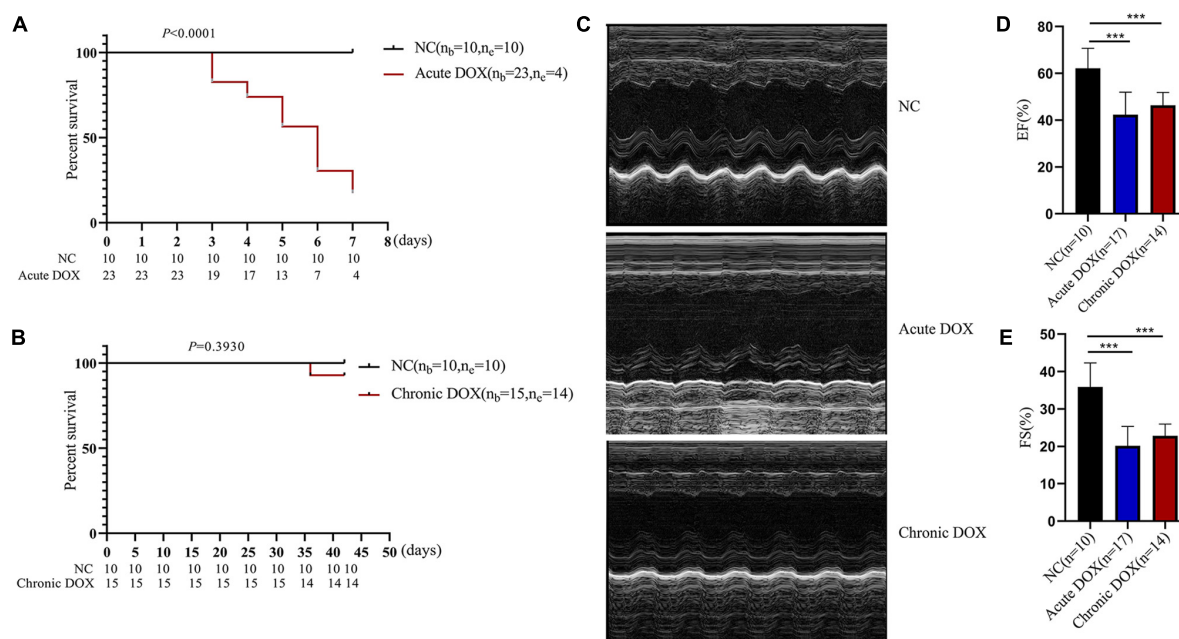 A
P<0.0001
NC(nb=10,ne=10)
Acute DOX(nb=23,ne=4)
Percent survival
100
50
0
0 1 2 3 4 5 6 7 8 (days)
NC 10 10 10 10 10 10 10 10
Acute DOX 23 23 23 19 17 13 7 4
B
P=0.3930
NC(nb=10,ne=10)
Chronic DOX(nb=15,ne=14)
Percent survival
100
50
0
0 5 10 15 20 25 30 35 40 45 50 (days)
NC 10 10 10 10 10 10 10 10 10 10
Chronic DOX 15 15 15 15 15 15 15 14 14 14
C
NC
Acute DOX
Chronic DOX
D
***
***
EF(%)
80
60
40
20
0
NC(n=10)
Acute DOX(n=17)
Chronic DOX(n=14)
E
***
***
FS(%)
50
40
30
20
10
0
NC(n=10)
Acute DOX(n=17)
Chronic DOX(n=14)